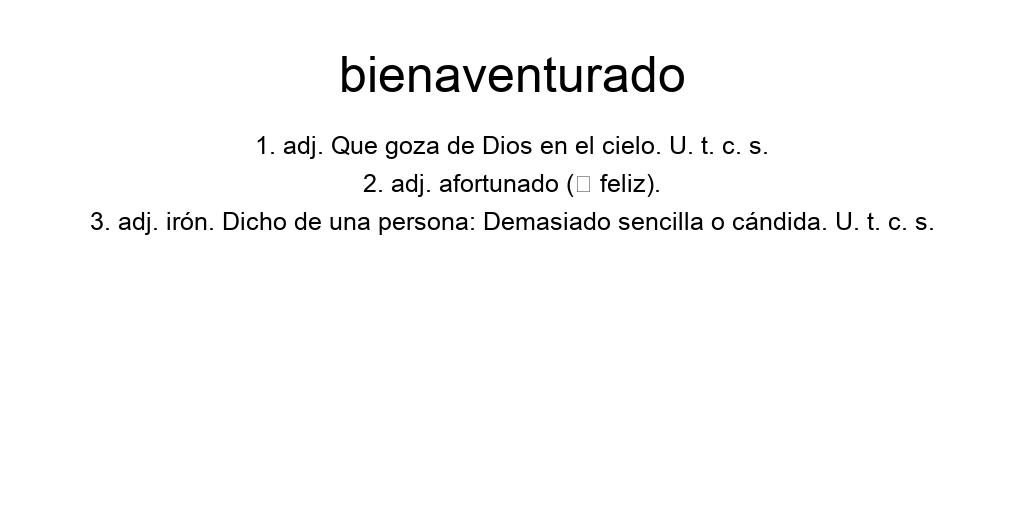 bienaventurado
1. adj. Que goza de Dios en el cielo. U. t. c. s.
2. adj. afortunado (□ feliz).
3. adj. irón. Dicho de una persona: Demasiado sencilla o cándida. U. t. c. s.